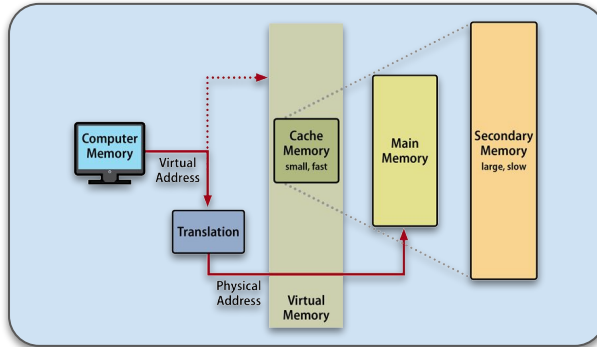 Computer
Memory
Virtual
Address
Translation
Physical
Address
Cache
Memory
small, fast
Virtual
Memory
Main
Memory
Secondary
Memory
large, slow